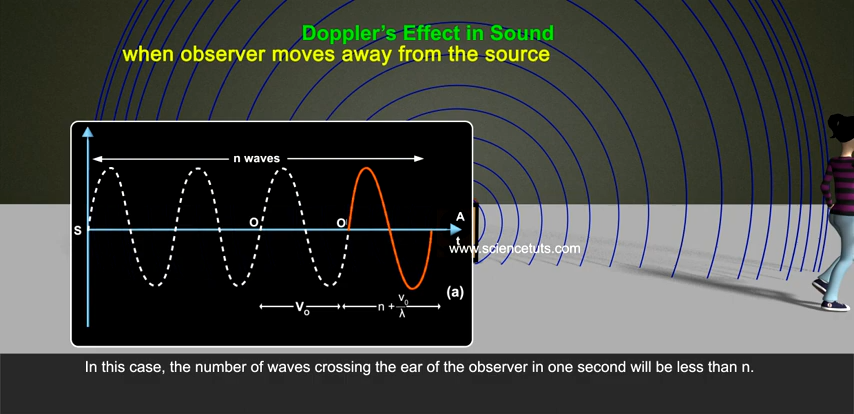 Doppler's Effect in Sound
when observer moves away from the source
n waves
S
O
O'
A
t
www.sciencetuts.com
V₀
n + v₀/λ
(a)
In this case, the number of waves crossing the ear of the observer in one second will be less than n.